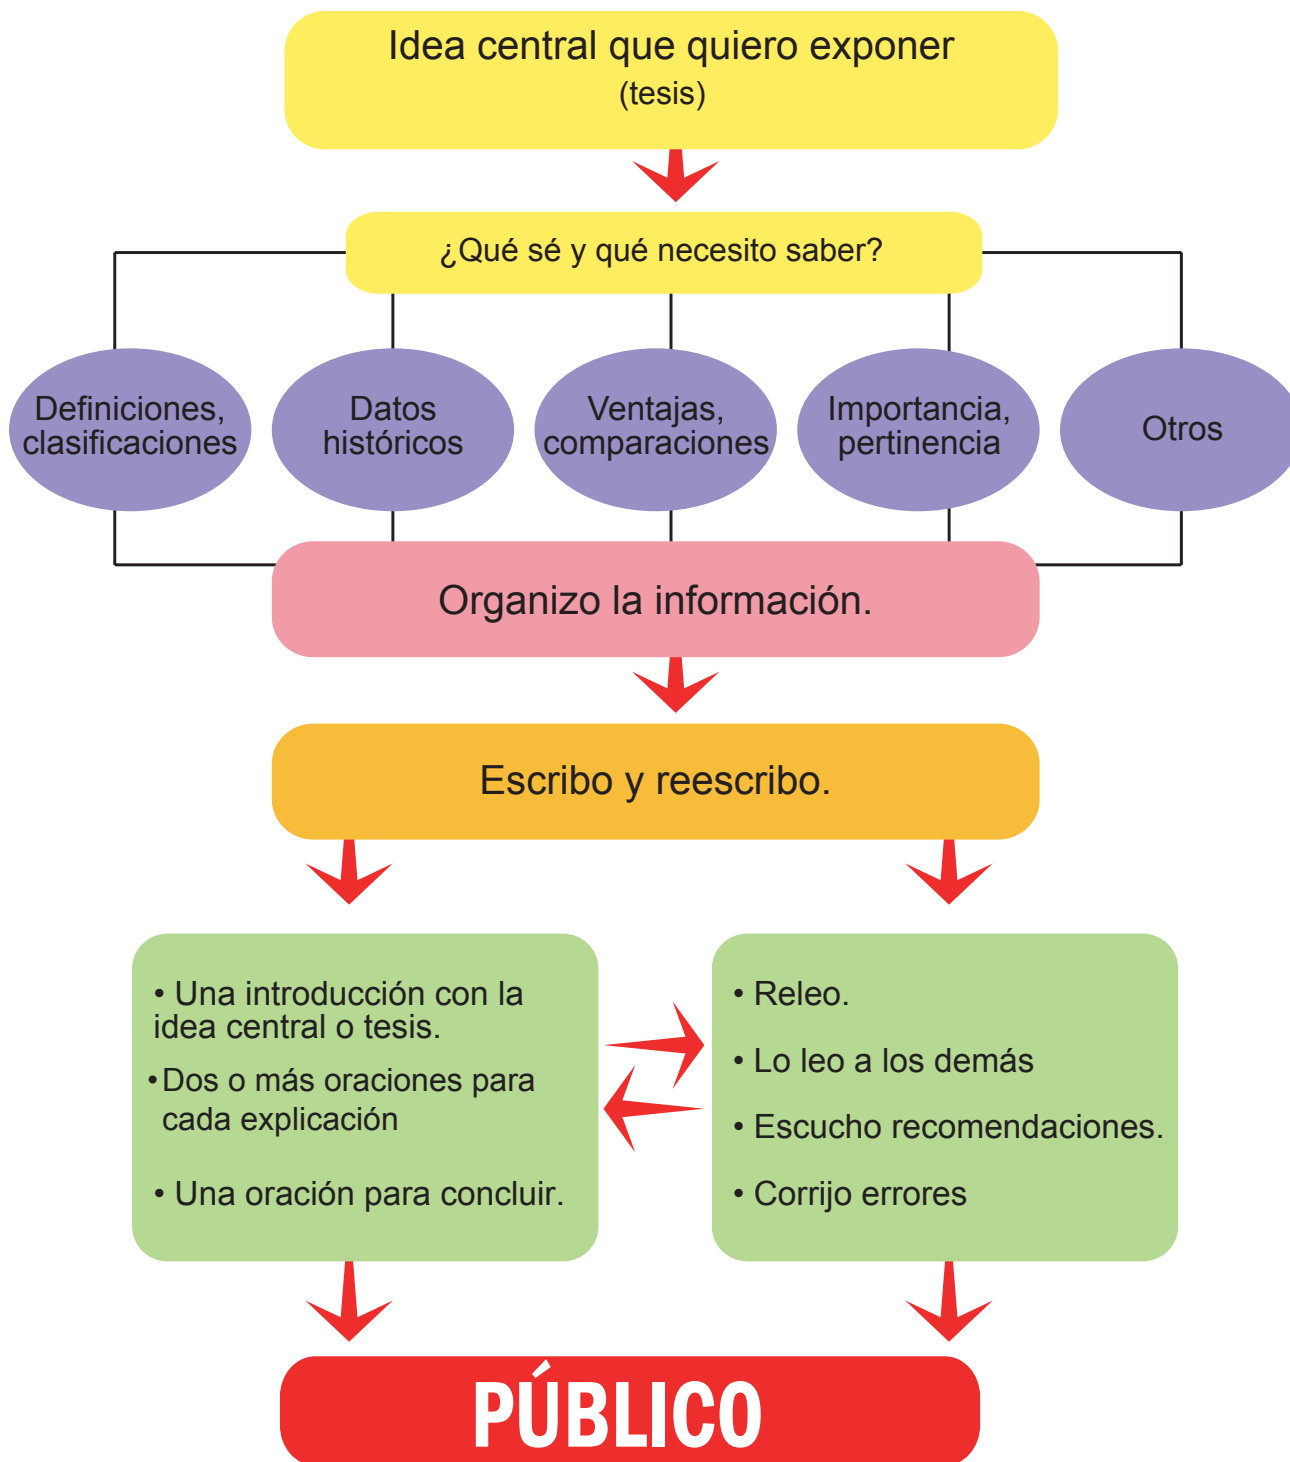 Idea central que quiero exponer
(tesis)
¿Qué sé y qué necesito saber?
Definiciones,
clasificaciones
Datos
históricos
Ventajas,
comparaciones
Importancia,
pertinencia
Otros
Organizo la información.
Escribo y reescribo.
• Una introducción con la
idea central o tesis.
• Dos o más oraciones para
cada explicación
• Una oración para concluir.
• Releo.
• Lo leo a los demás
• Escucho recomendaciones.
• Corrijo errores
PÚBLICO